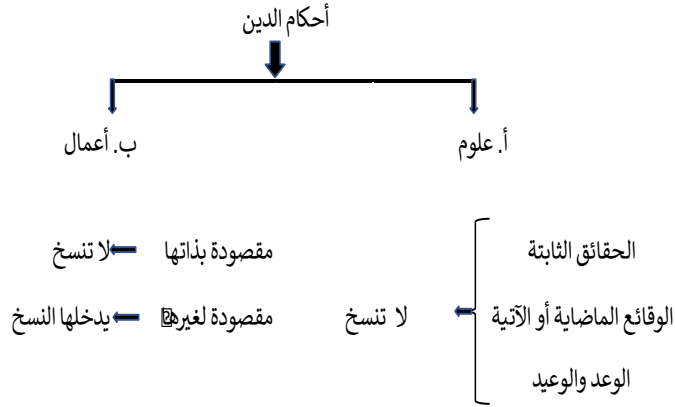 أحكام الدين
أ. علوم
ب. أعمال
الحقائق الثابتة
الوقائع الماضاية أو الآتية
الوعد والوعيد
لا تنسخ
مقصودة بذاتها
لا تنسخ
مقصودة لغيرها
يدخلها النسخ